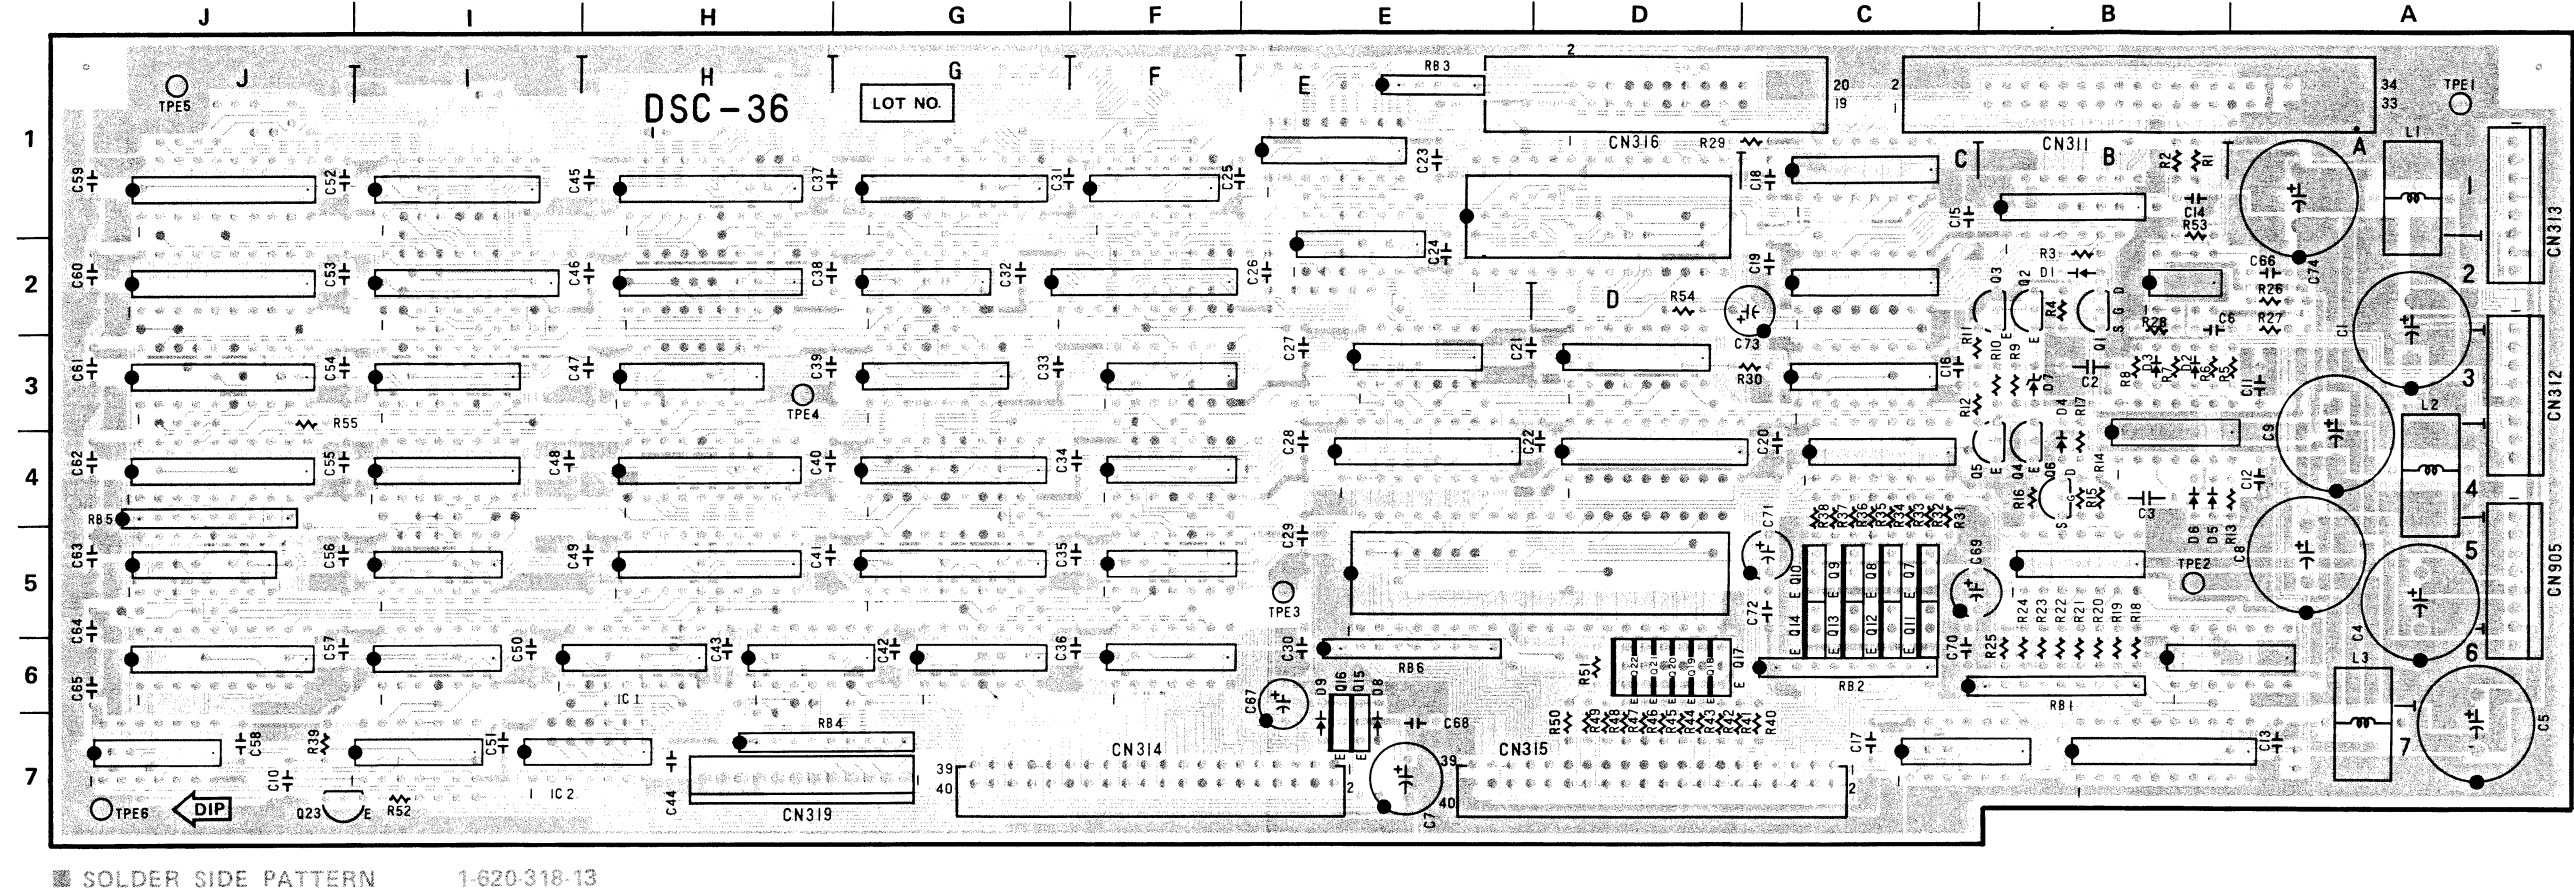 J I H G F E D C B A
J I H G F E
RB3
2
20 2
19 1
34
33
TPE1
TPE5
DSC-36
LOT NO.
1
CN316 R29
CN311
L1
A
C59 C52 C45 C37 C31 C25 C23 C18 C B R2 R1
1
C15 C14
R53
CN313
C24
2
C60 C53 C46 C38 C32 C26 C19
R3
D1
Q3 Q2
C66 C74
2
R26
D R54
R4 S G D
R28 C6 R27
C1
C73
R11 E E Q1
3
C61 C54 C47 C39 C33 C27 C21 R30 C16
R10 R9 D7 C2 R8 D3 R7 D2 R6 R5 C11
3
TPE4
R12 D4 R17
L2
CN312
R55
4
C62 C55 C48 C40 C34 C28 C22 C20
Q5 E Q4 E Q6 D R14 C9
C12
4
R16 G R15 C3
S
RB5
R38 R37 R36 R35 R34 R33 R32 R31
C71
D6 D5 R13 C8
5
C63 C56 C49 C41 C35 C29
C69
5
TPE2
CN905
Q10 Q9 Q8 Q7
E E E E
TPE3
C72
R24 R23 R22 R21 R20 R19 R18
C64 C57 C50 C43 C42 C36 C30
Q14 Q13 Q12 Q11
E E E E
C70 R25
C4
6
RB6
R51 Q22 Q21 Q20 Q19 Q18 Q17
E
RB2
L3
6
C65
IC1
C67 D9 Q16 Q15 D8
RB1
RB4
C68
R50 R49 R48 R47 R46 R45 R44 R43 R42 R41 R40
C5
C58 R39 C51
CN314
CN315
C17 C13
7
7
C10
C44
39
40
E E
2
39
40
2
IC2
TPE6 DIP
Q23 E R52
CN319
C7
SOLDER SIDE PATTERN 1-620-318-13